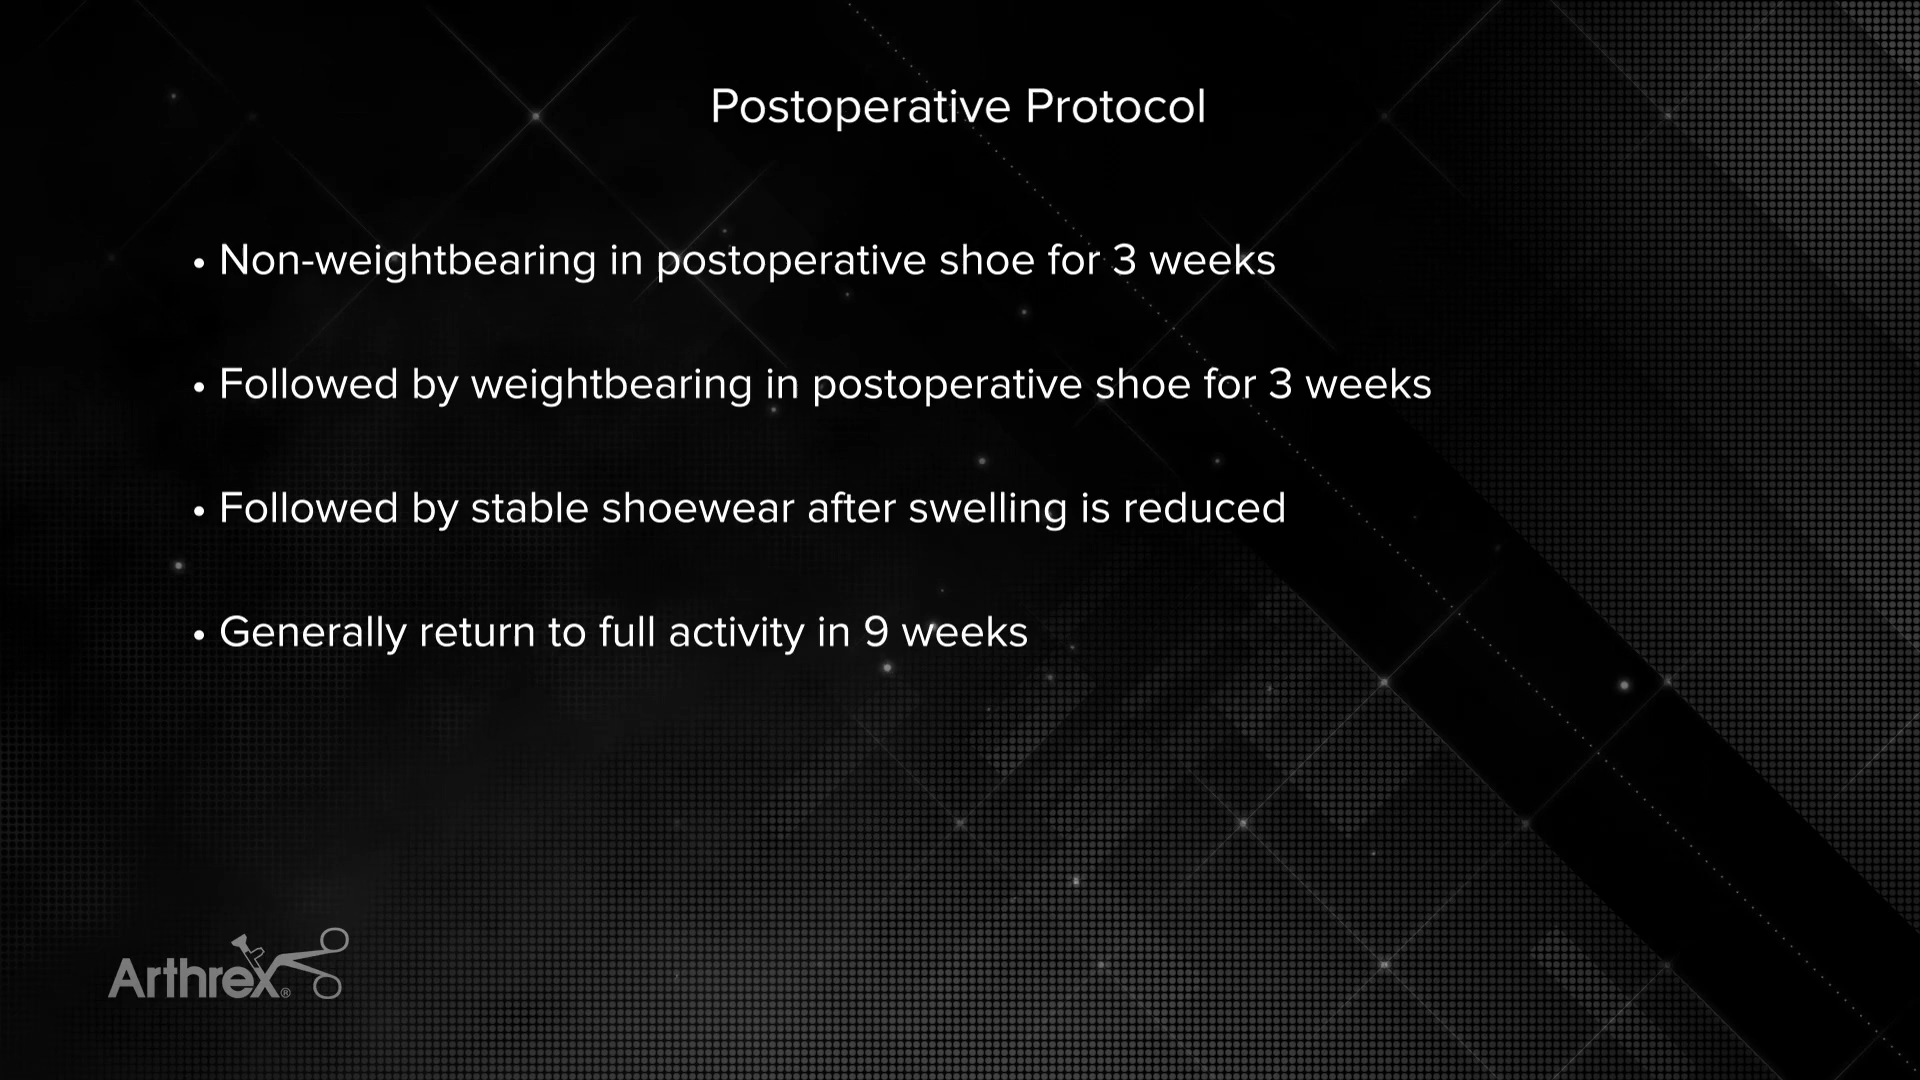 Postoperative Protocol
• Non-weightbearing in postoperative shoe for 3 weeks
• Followed by weightbearing in postoperative shoe for 3 weeks
• Followed by stable shoewear after swelling is reduced
• Generally return to full activity in 9 weeks
Arthrex®